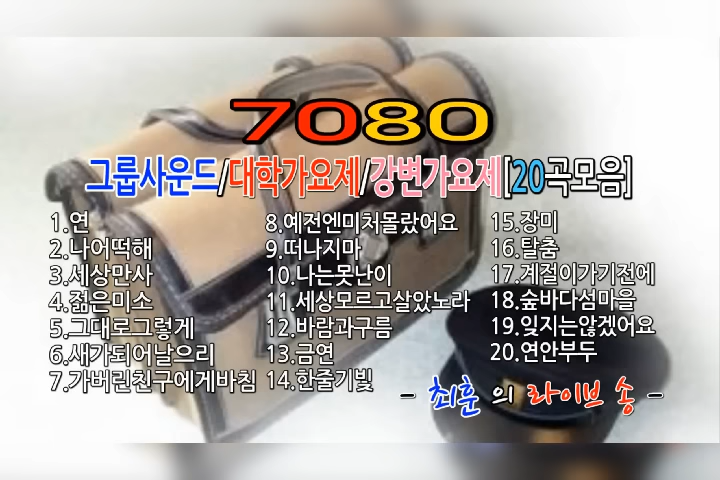 7080
그룹사운드/대학가요제/강변가요제[20곡모음]
1.연
2.나어떡해
3.세상만사
4.젊은미소
5.그대로그렇게
6.새가되어날으리
7.가버린친구에게바침
8.예전엔미처몰랐어요
9.떠나지마
10.나는못난이
11.세상모르고살았노라
12.바람과구름
13.금연
14.한줄기빛
15.장미
16.탈춤
17.계절이가기전에
18.숲바다섬마을
19.잊지는않겠어요
20.연안부두
- 최훈 의 라이브 송 -